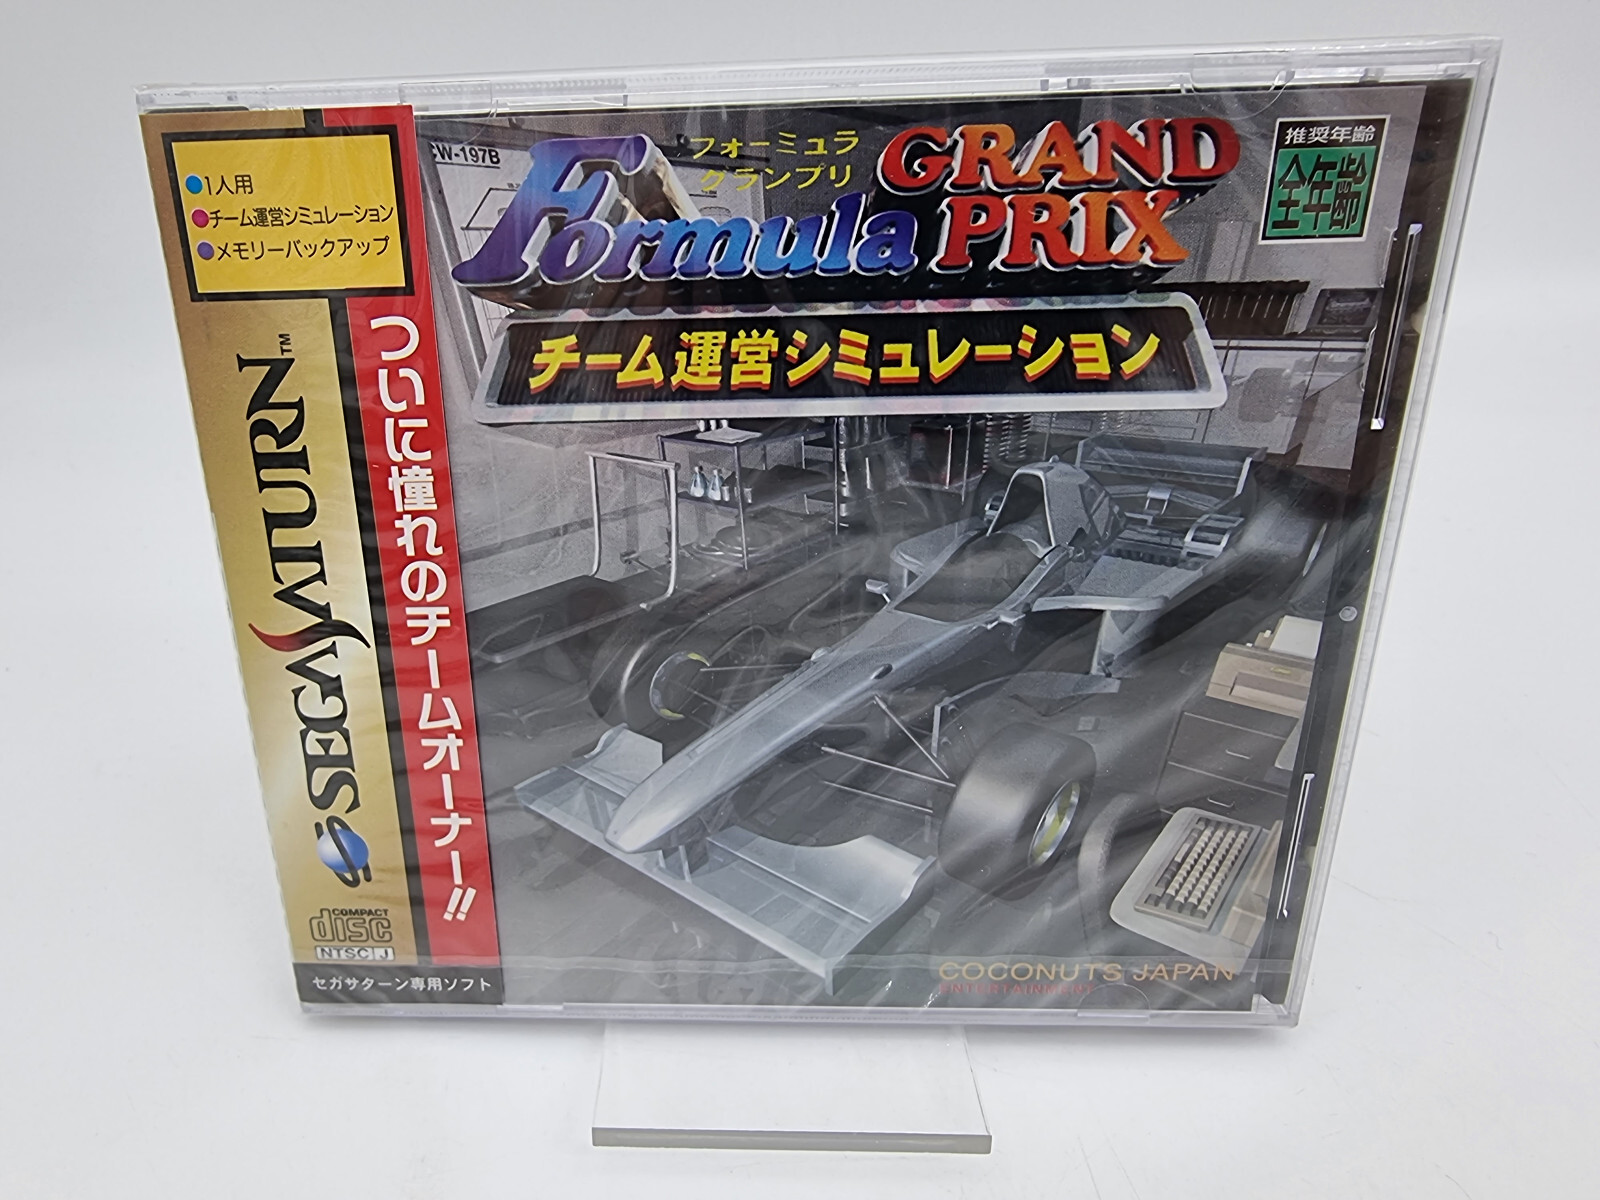 ●1人用
●チーム運営シミュレーション
●メモリーバックアップ
SEGA SATURN™
ついに憧れのチームオーナー!!
COMPACT
disc
NTSC J
セガサターン専用ソフト
CW-197B
フォーミュラ
グランプリ
Formula GRAND PRIX
チーム運営シミュレーション
推奨年齢
全年齢
COCONUTS JAPAN
ENTERTAINMENT